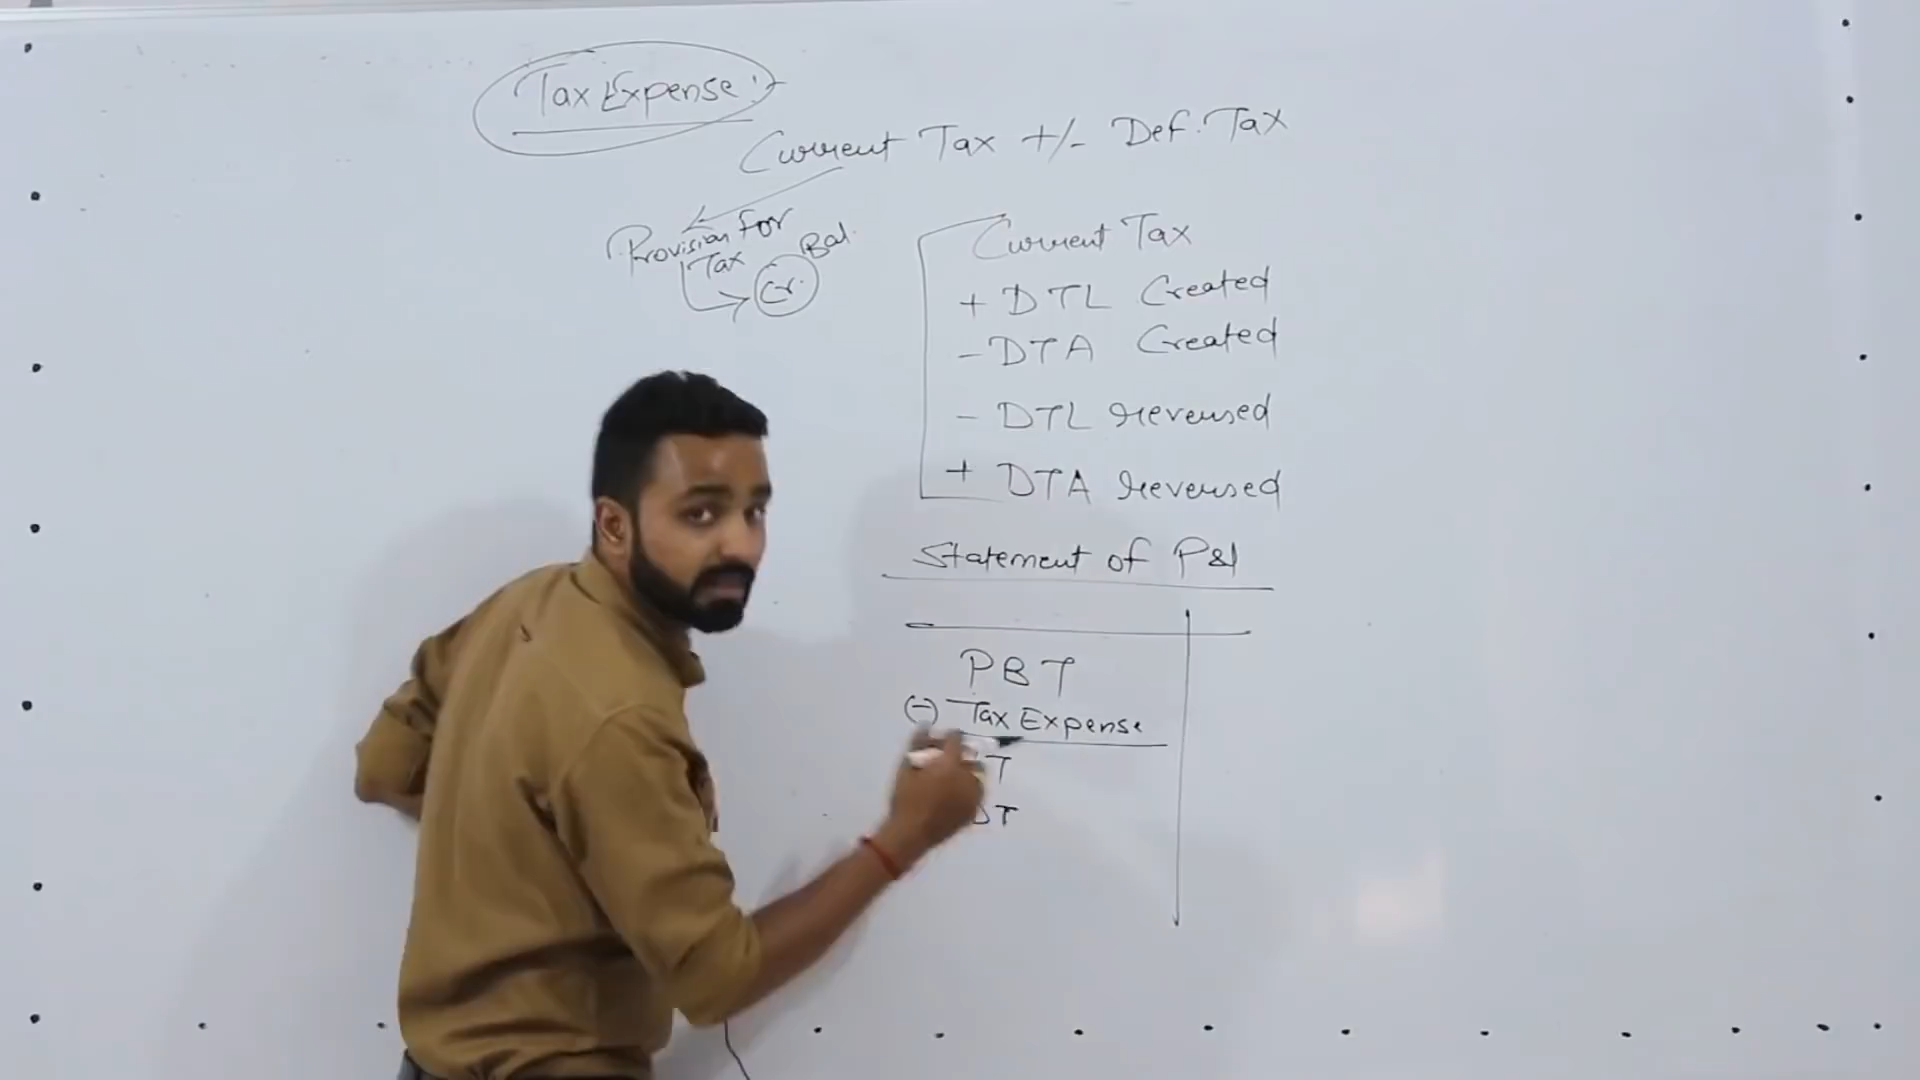 Tax Expense :-
Current Tax +/- Def. Tax
Provision For
Tax
Cr. Bal.
Current Tax
+ DTL Created
- DTA Created
- DTL reversed
+ DTA reversed
Statement of P&l
PBT
(-) Tax Expense
T
DT